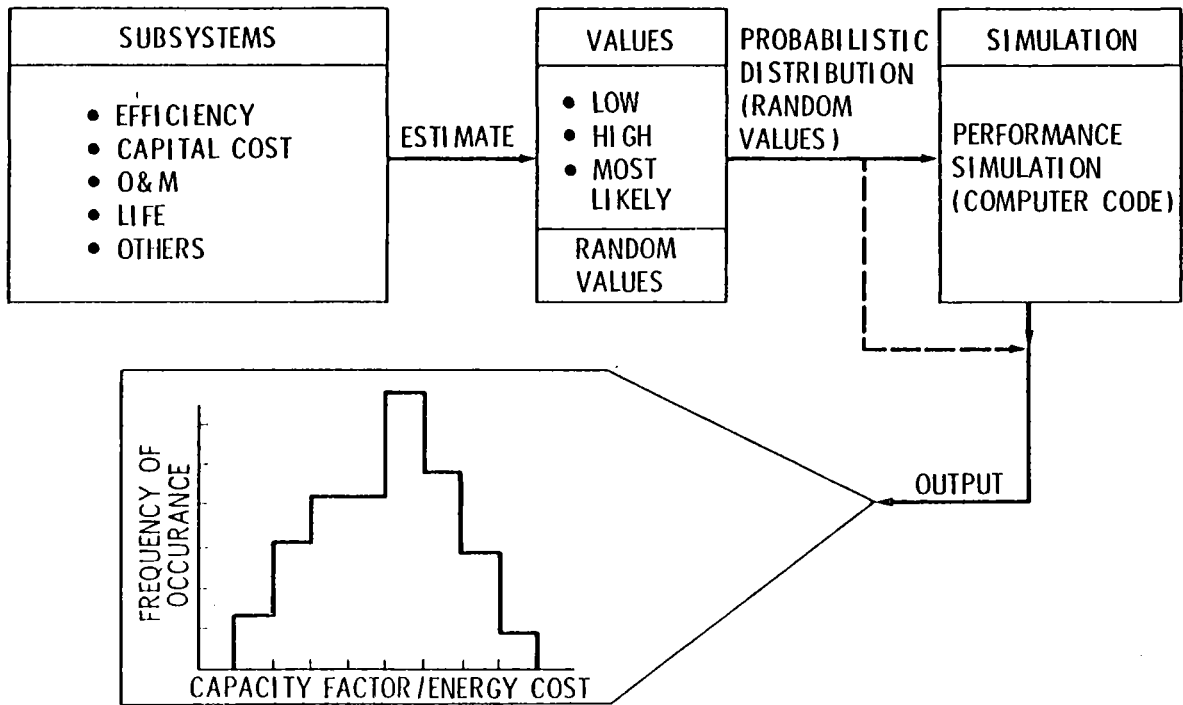 SUBSYSTEMS
• EFFICIENCY
• CAPITAL COST
• O&M
• LIFE
• OTHERS
ESTIMATE
VALUES
• LOW
• HIGH
• MOST
LIKELY
RANDOM
VALUES
PROBABILISTIC
DISTRIBUTION
(RANDOM
VALUES)
SIMULATION
PERFORMANCE
SIMULATION
(COMPUTER CODE)
OUTPUT
FREQUENCY OF
OCCURANCE
CAPACITY FACTOR/ENERGY COST